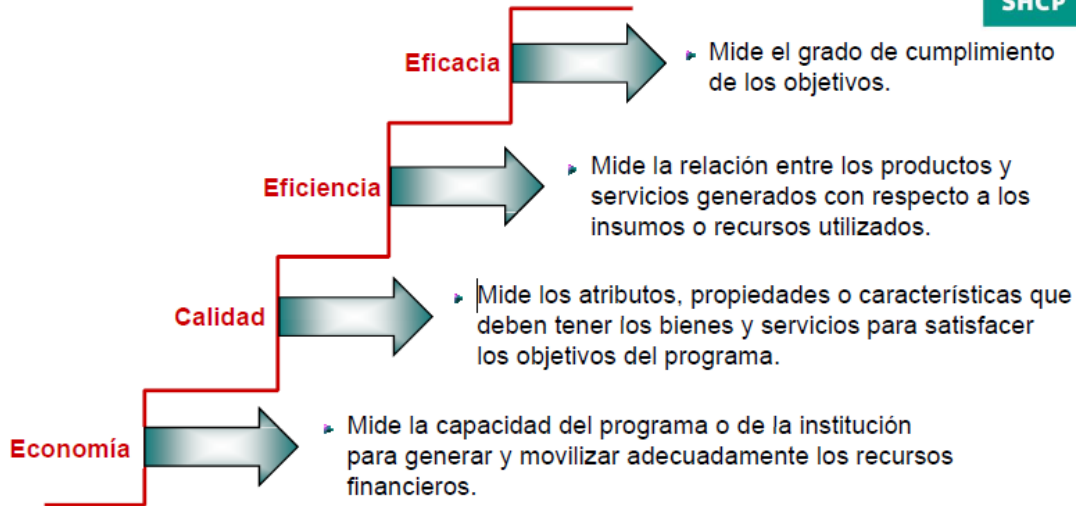 SHCP
Eficacia
Mide el grado de cumplimiento
de los objetivos.
Eficiencia
Mide la relación entre los productos y
servicios generados con respecto a los
insumos o recursos utilizados.
Calidad
Mide los atributos, propiedades o características que
deben tener los bienes y servicios para satisfacer
los objetivos del programa.
Economía
Mide la capacidad del programa o de la institución
para generar y movilizar adecuadamente los recursos
financieros.